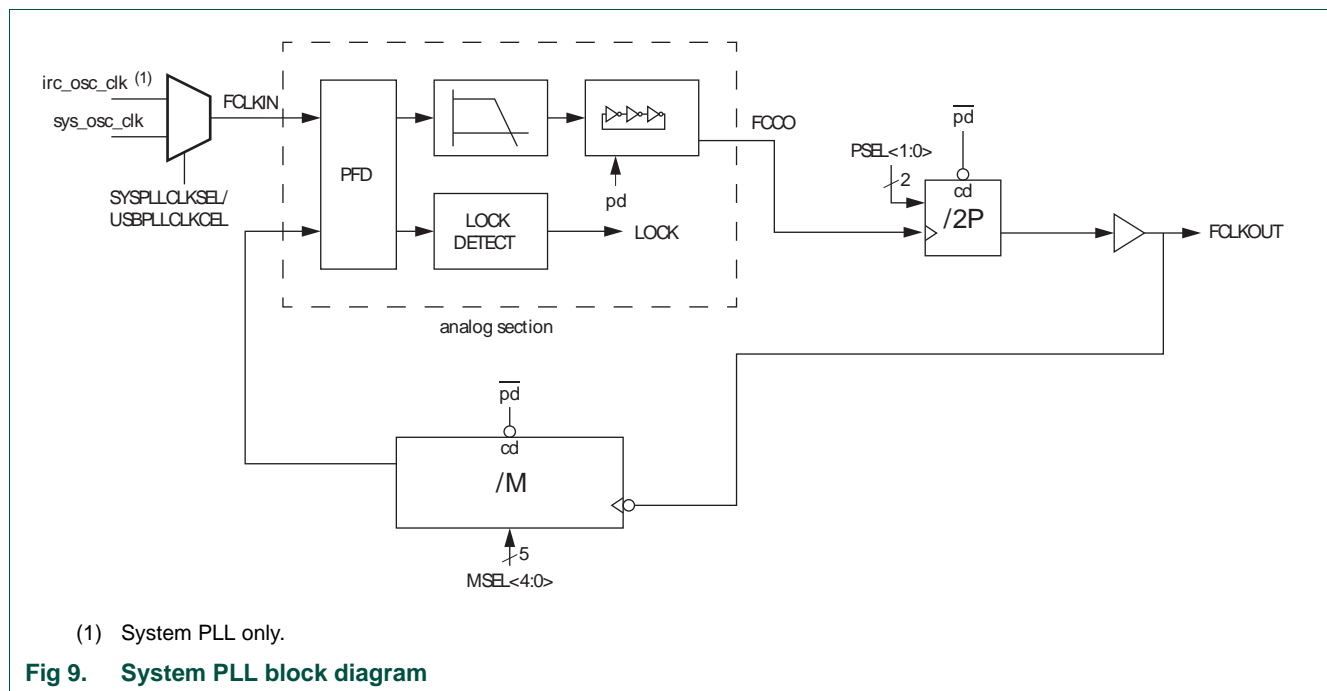 irc_osc_clk (1)
sys_osc_clk
FCLKIN
SYSPLLCLKSEL/
USBPLLCLKCEL
PFD
LOCK
DETECT
LOCK
pd
FCCO
analog section
pd
PSEL<1:0>
2
cd
/2P
FCLKOUT
pd
cd
/M
5
MSEL<4:0>
(1) System PLL only.
Fig 9. System PLL block diagram